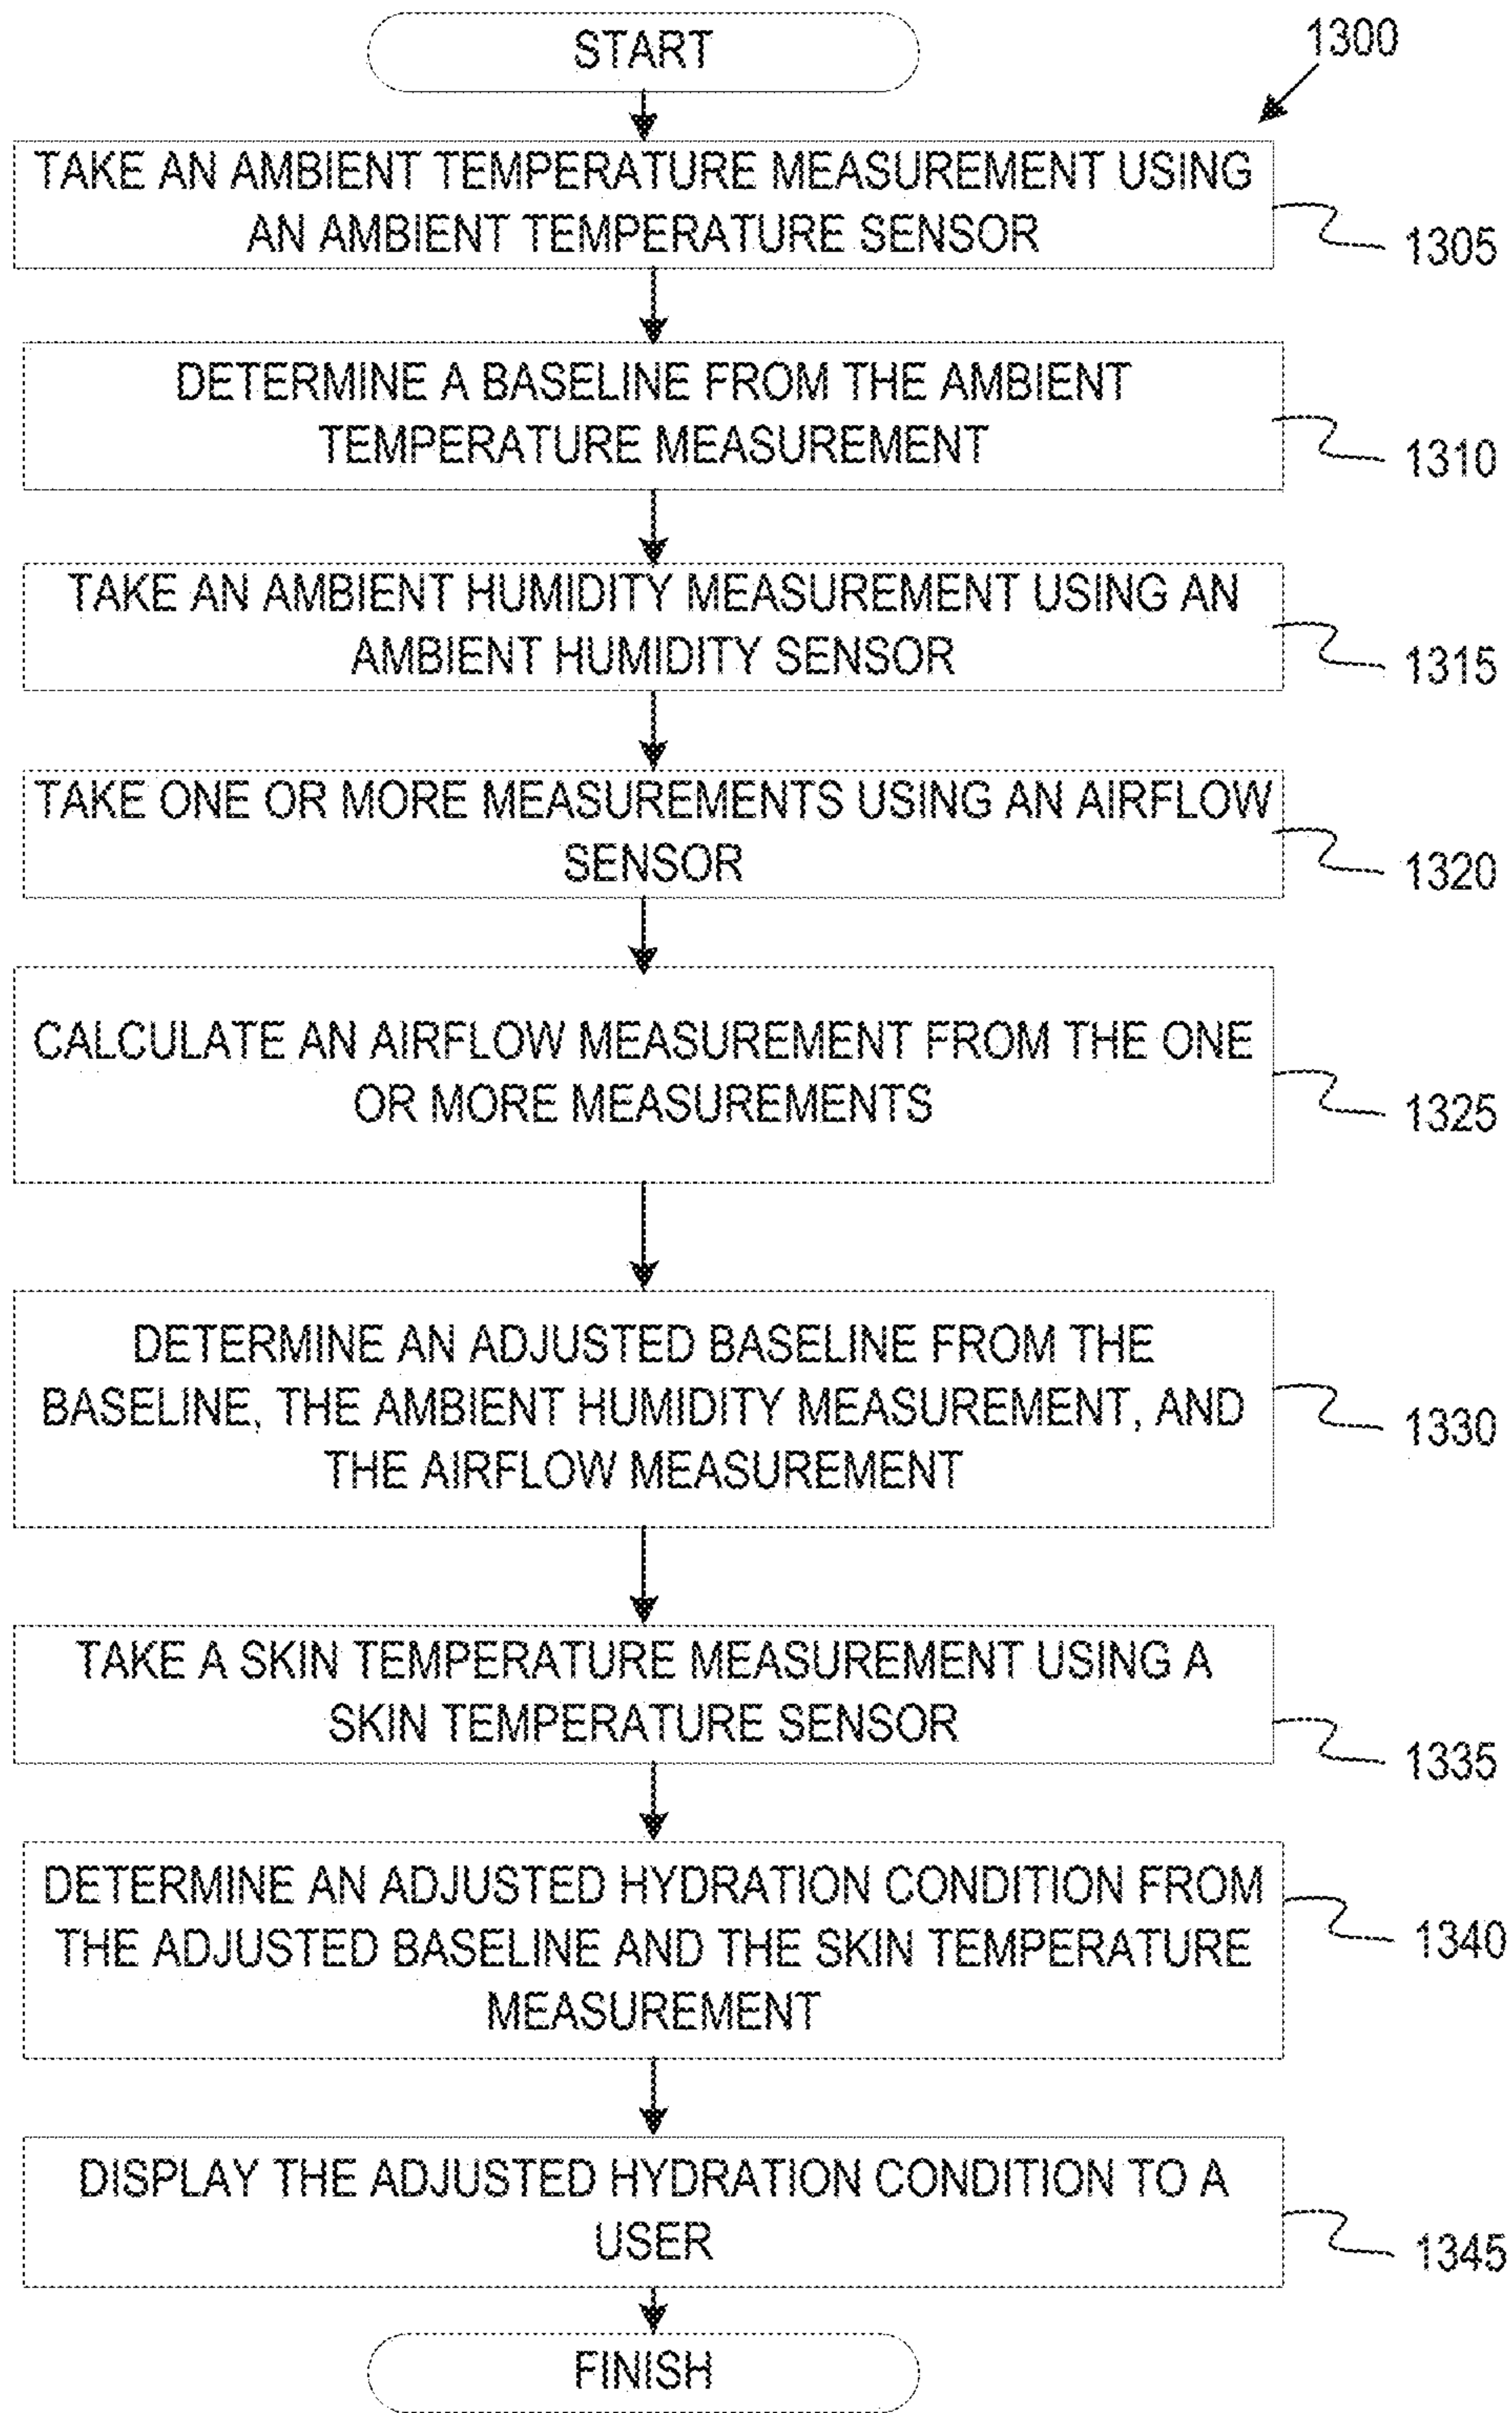 START
1300
TAKE AN AMBIENT TEMPERATURE MEASUREMENT USING
AN AMBIENT TEMPERATURE SENSOR
1305
DETERMINE A BASELINE FROM THE AMBIENT
TEMPERATURE MEASUREMENT
1310
TAKE AN AMBIENT HUMIDITY MEASUREMENT USING AN
AMBIENT HUMIDITY SENSOR
1315
TAKE ONE OR MORE MEASUREMENTS USING AN AIRFLOW
SENSOR
1320
CALCULATE AN AIRFLOW MEASUREMENT FROM THE ONE
OR MORE MEASUREMENTS
1325
DETERMINE AN ADJUSTED BASELINE FROM THE
BASELINE, THE AMBIENT HUMIDITY MEASUREMENT, AND
THE AIRFLOW MEASUREMENT
1330
TAKE A SKIN TEMPERATURE MEASUREMENT USING A
SKIN TEMPERATURE SENSOR
1335
DETERMINE AN ADJUSTED HYDRATION CONDITION FROM
THE ADJUSTED BASELINE AND THE SKIN TEMPERATURE
MEASUREMENT
1340
DISPLAY THE ADJUSTED HYDRATION CONDITION TO A
USER
1345
FINISH